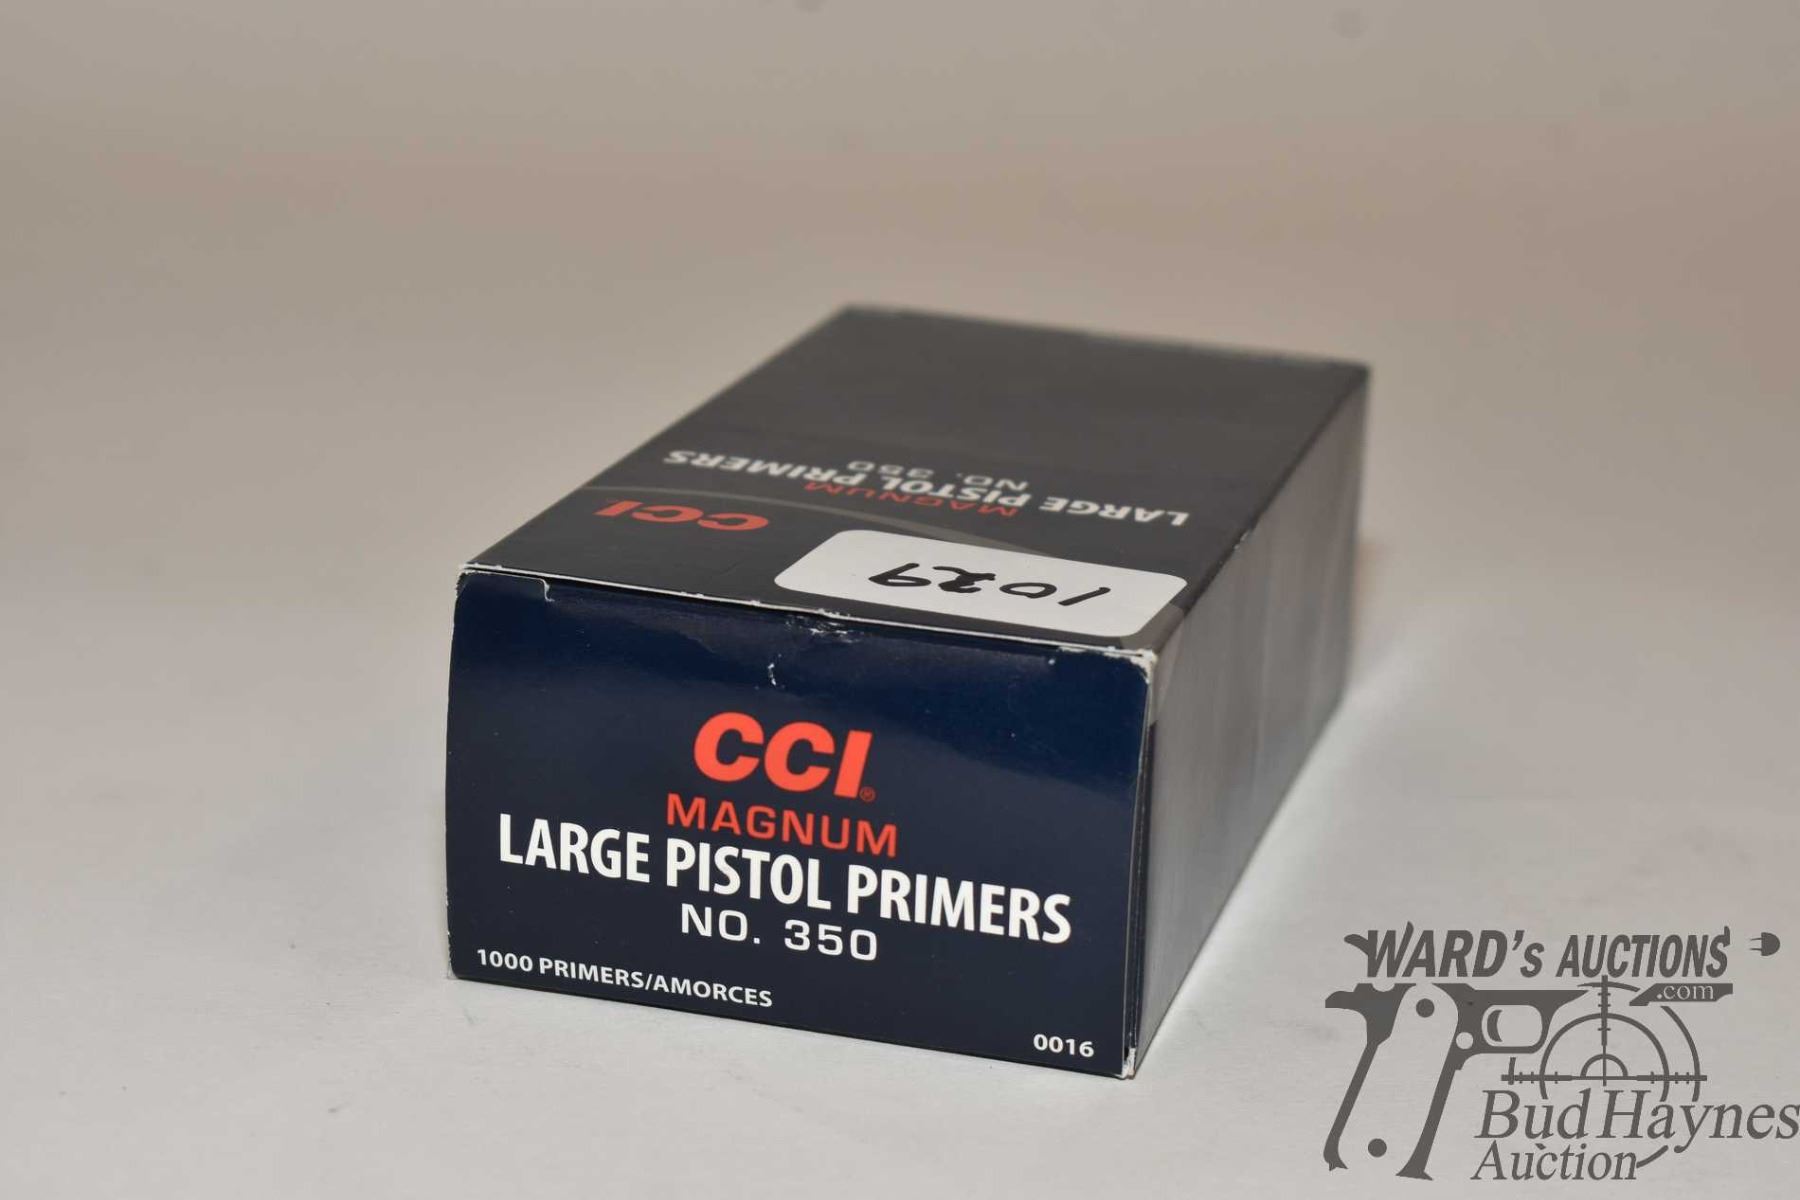 CCI
LARGE PISTOL PRIMERS
MAGNUM
NO. 350
1029
CCI®
MAGNUM
LARGE PISTOL PRIMERS
NO. 350
1000 PRIMERS/AMORCES
0016
WARD's AUCTIONS
.com
Bud Haynes
Auction